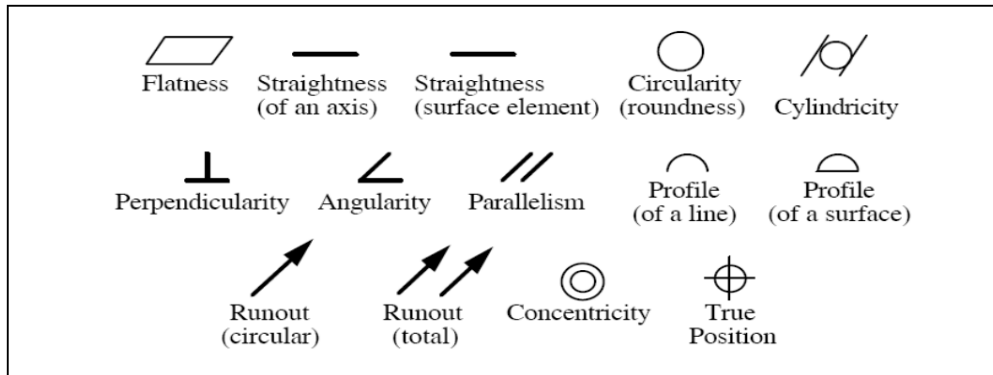 Flatness
Straightness
(of an axis)
Straightness
(surface element)
Circularity
(roundness)
Cylindricity
Perpendicularity
Angularity
Parallelism
Profile
(of a line)
Profile
(of a surface)
Runout
(circular)
Runout
(total)
Concentricity
True
Position